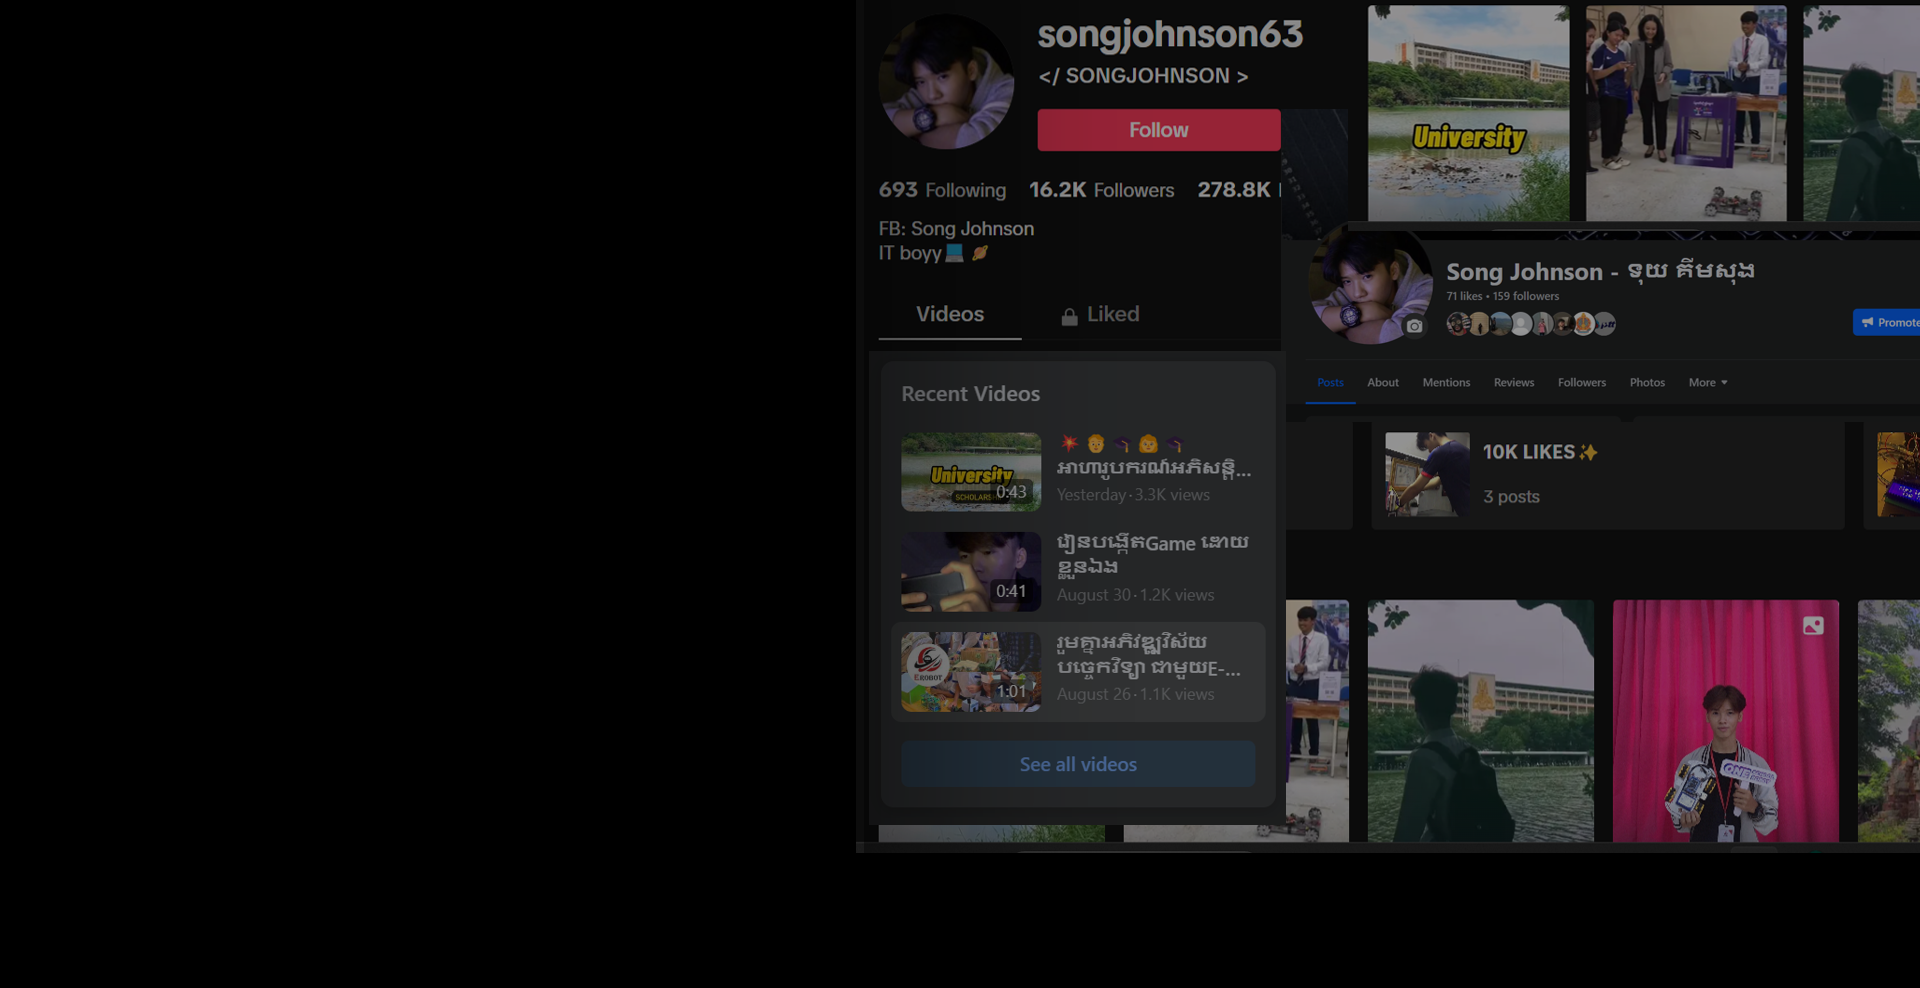 songjohnson63
</ SONGJOHNSON >
Follow
693 Following 16.2K Followers 278.8K
FB: Song Johnson
IT boyy💻🪐
Videos
Liked
Recent Videos
University
SCHOLARS
0:43
💥👨‍🎓👩‍🎓
អាហារូបករណ៍អភិសន្តិ...
Yesterday · 3.3K views
0:41
រៀនបង្កើតGame ដោយ
ខ្លួនឯង
August 30 · 1.2K views
EROBOT
1:01
រួមគ្នាអភិវឌ្ឍវិស័យ
បច្ចេកវិទ្យា ជាមួយE-...
August 26 · 1.1K views
See all videos
University
Song Johnson - ទុយ គីមសុង
71 likes • 159 followers
Promote
Posts About Mentions Reviews Followers Photos More
10K LIKES✨
3 posts